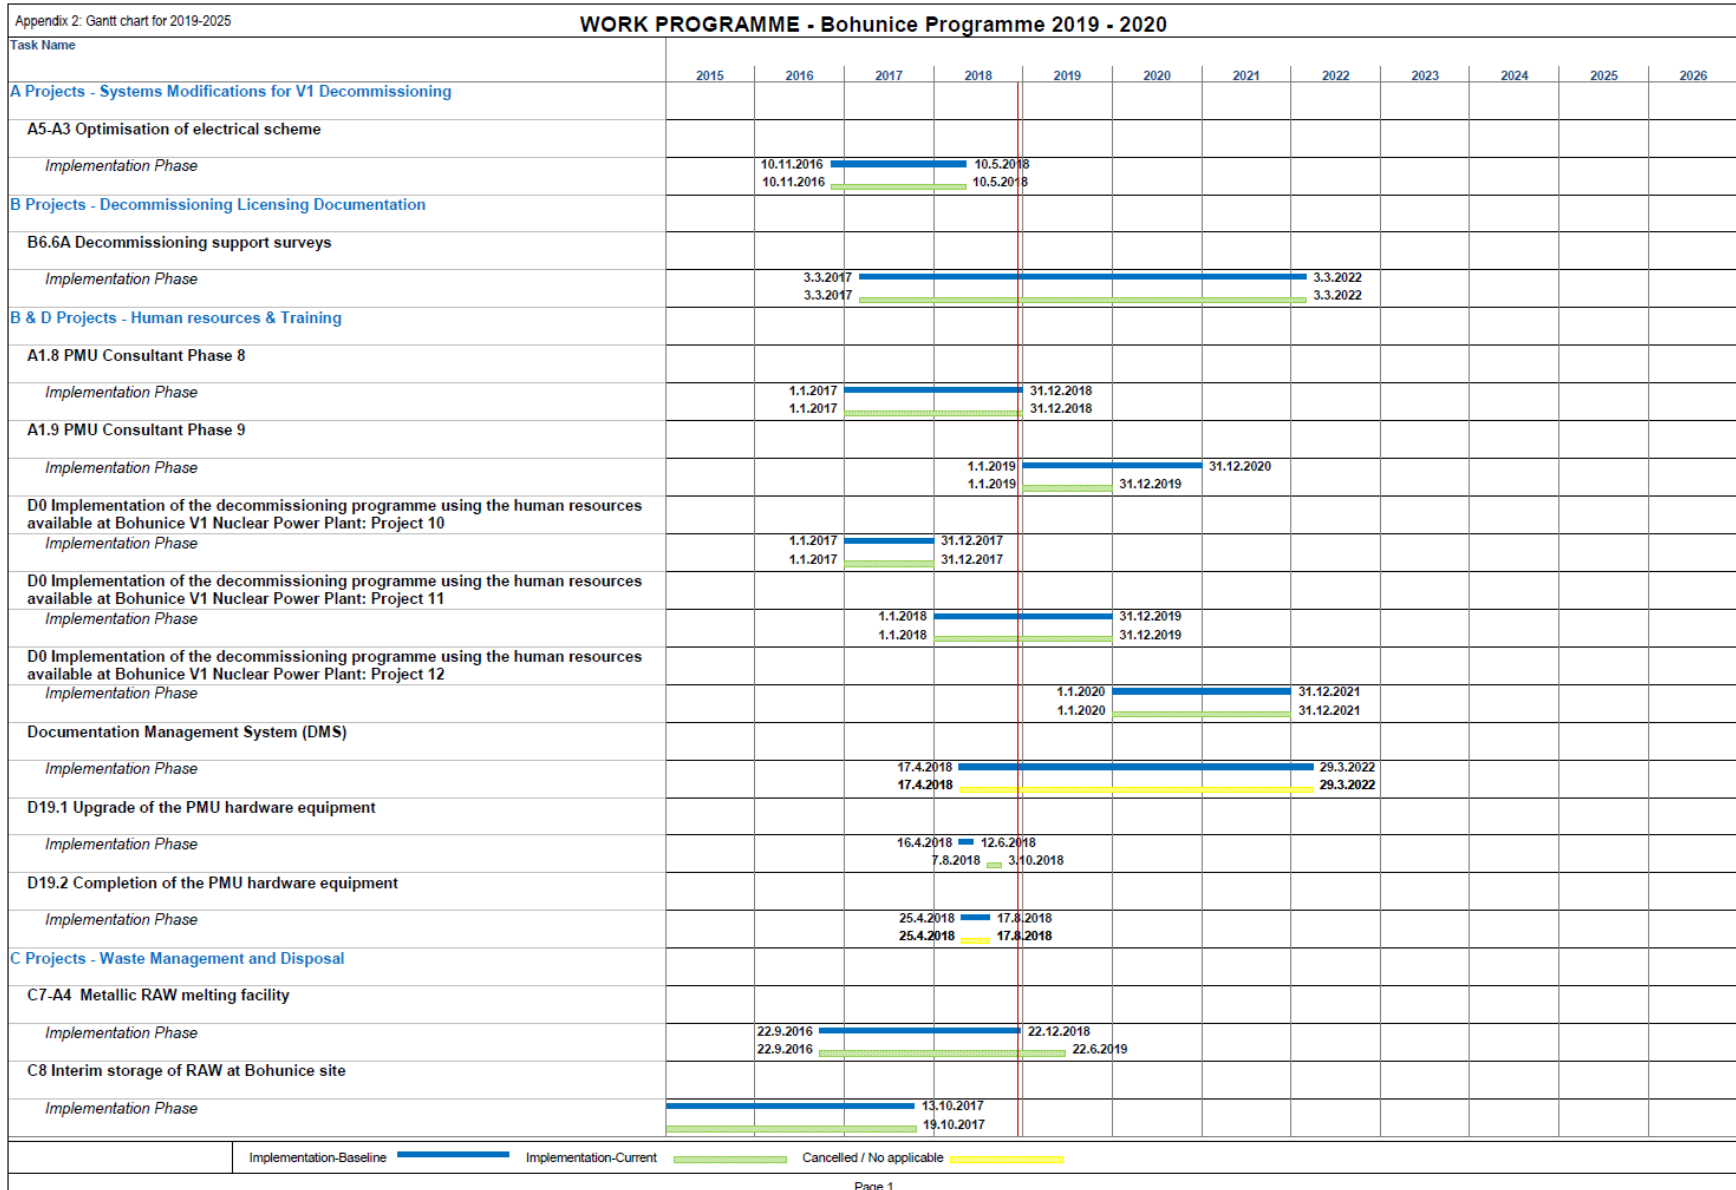 Appendix 2: Gantt chart for 2019-2025
WORK PROGRAMME - Bohunice Programme 2019 - 2020
Task Name
2015 2016 2017 2018 2019 2020 2021 2022 2023 2024 2025 2026
A Projects - Systems Modifications for V1 Decommissioning
A5-A3 Optimisation of electrical scheme
Implementation Phase 10.11.2016 10.5.2018
10.11.2016 10.5.2018
B Projects - Decommissioning Licensing Documentation
B6.6A Decommissioning support surveys
Implementation Phase 3.3.2017 3.3.2022
3.3.2017 3.3.2022
B & D Projects - Human resources & Training
A1.8 PMU Consultant Phase 8
Implementation Phase 1.1.2017 31.12.2018
1.1.2017 31.12.2018
A1.9 PMU Consultant Phase 9
Implementation Phase 1.1.2019 31.12.2020
1.1.2019 31.12.2019
D0 Implementation of the decommissioning programme using the human resources
available at Bohunice V1 Nuclear Power Plant: Project 10
Implementation Phase 1.1.2017 31.12.2017
1.1.2017 31.12.2017
D0 Implementation of the decommissioning programme using the human resources
available at Bohunice V1 Nuclear Power Plant: Project 11
Implementation Phase 1.1.2018 31.12.2019
1.1.2018 31.12.2019
D0 Implementation of the decommissioning programme using the human resources
available at Bohunice V1 Nuclear Power Plant: Project 12
Implementation Phase 1.1.2020 31.12.2021
1.1.2020 31.12.2021
Documentation Management System (DMS)
Implementation Phase 17.4.2018 29.3.2022
17.4.2018 29.3.2022
D19.1 Upgrade of the PMU hardware equipment
Implementation Phase 16.4.2018 12.6.2018
7.8.2018 3.10.2018
D19.2 Completion of the PMU hardware equipment
Implementation Phase 25.4.2018 17.8.2018
25.4.2018 17.8.2018
C Projects - Waste Management and Disposal
C7-A4 Metallic RAW melting facility
Implementation Phase 22.9.2016 22.12.2018
22.9.2016 22.6.2019
C8 Interim storage of RAW at Bohunice site
Implementation Phase 13.10.2017
19.10.2017
Implementation-Baseline Implementation-Current Cancelled / No applicable
Page 1